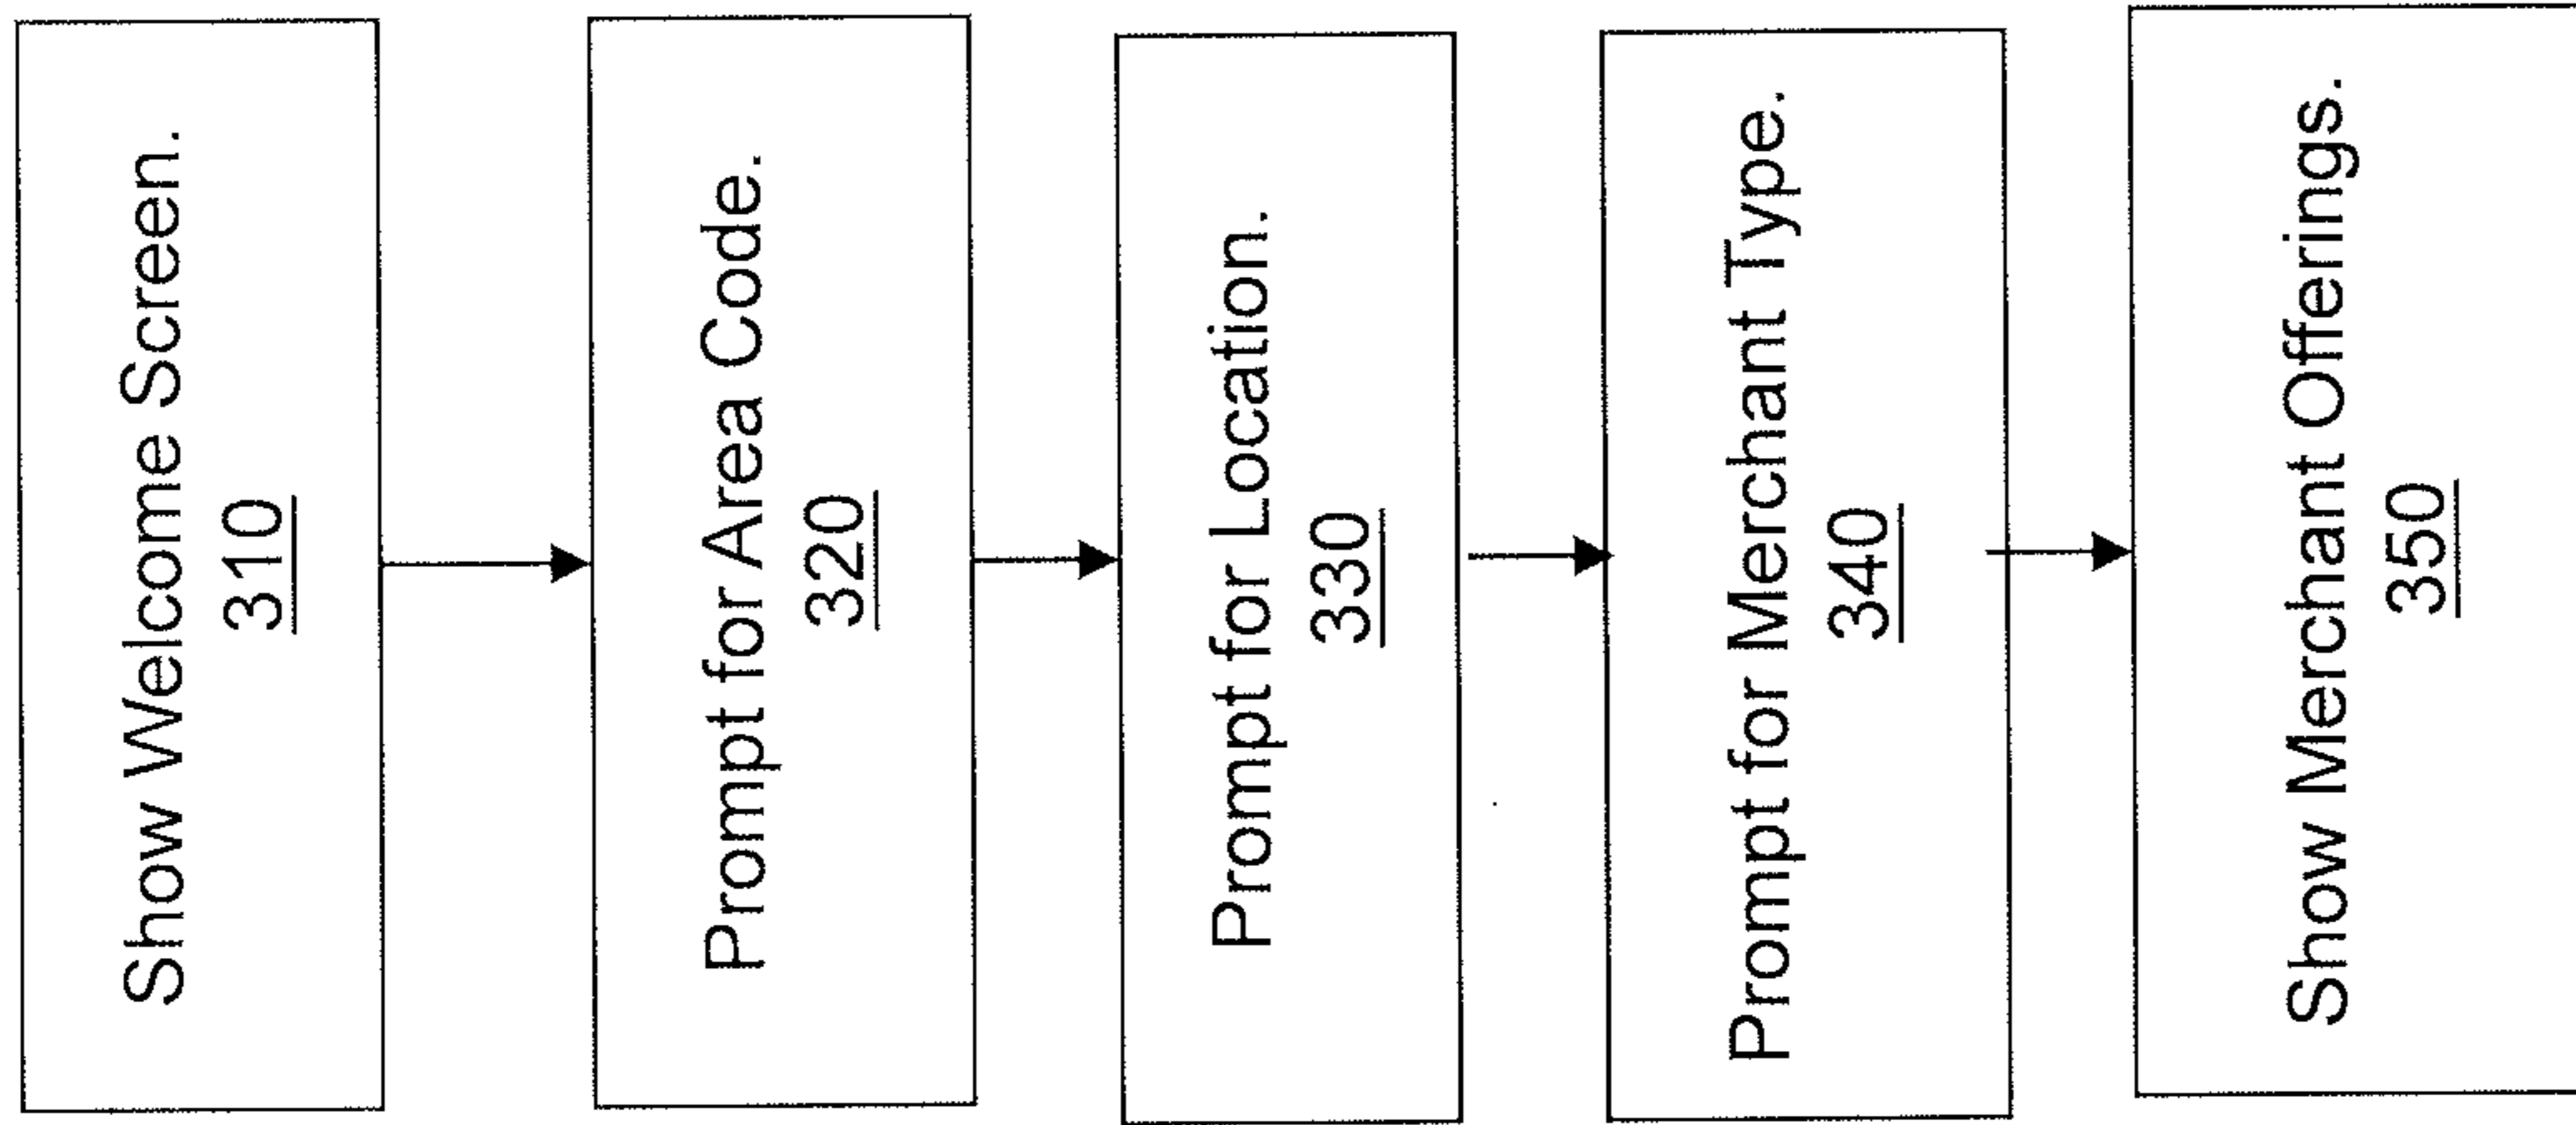 Show Welcome Screen.
310
Prompt for Area Code.
320
Prompt for Location.
330
Prompt for Merchant Type.
340
Show Merchant Offerings.
350